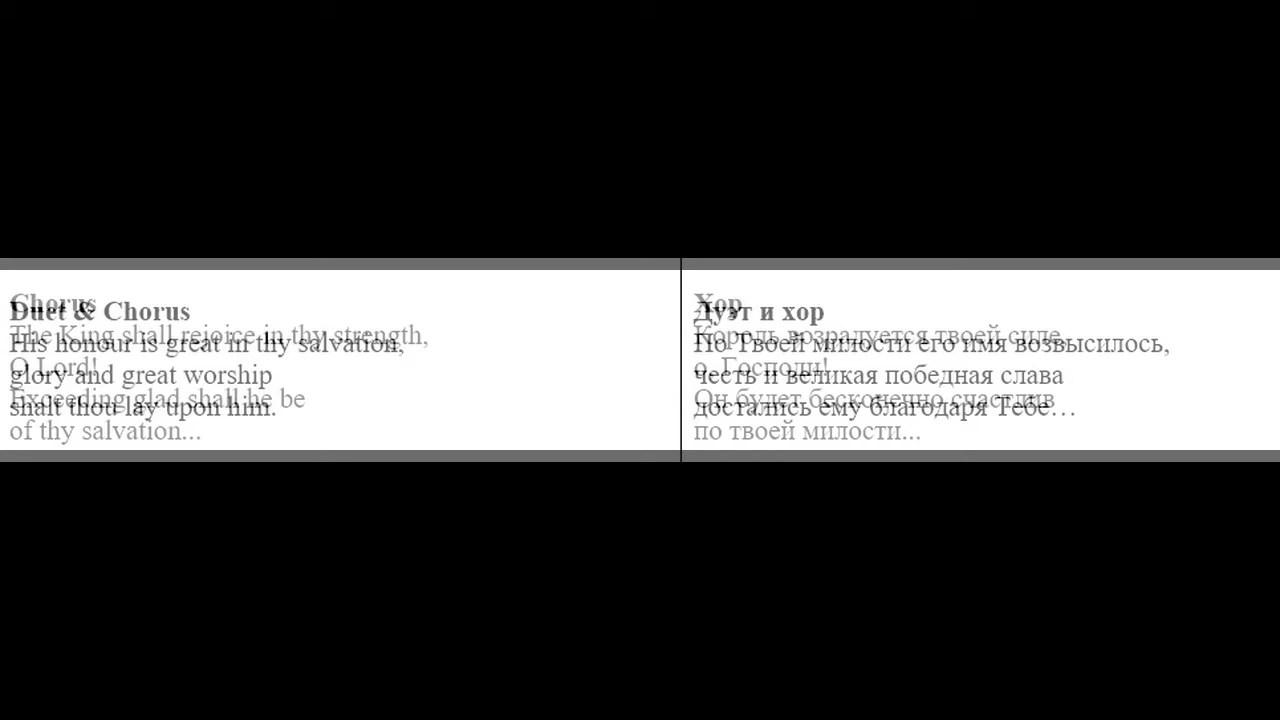 Chorus
The King shall rejoice in thy strength,
O Lord!
Exceeding glad shall he be
of thy salvation...
Duet & Chorus
His honour is great in thy salvation,
glory and great worship
shalt thou lay upon him.
Хор
Король возрадуется твоей силе,
о, Господи!
Он будет бесконечно счастлив
по твоей милости...
Дуэт и хор
По Твоей милости его имя возвысилось,
честь и великая победная слава
достались ему благодаря Тебе…